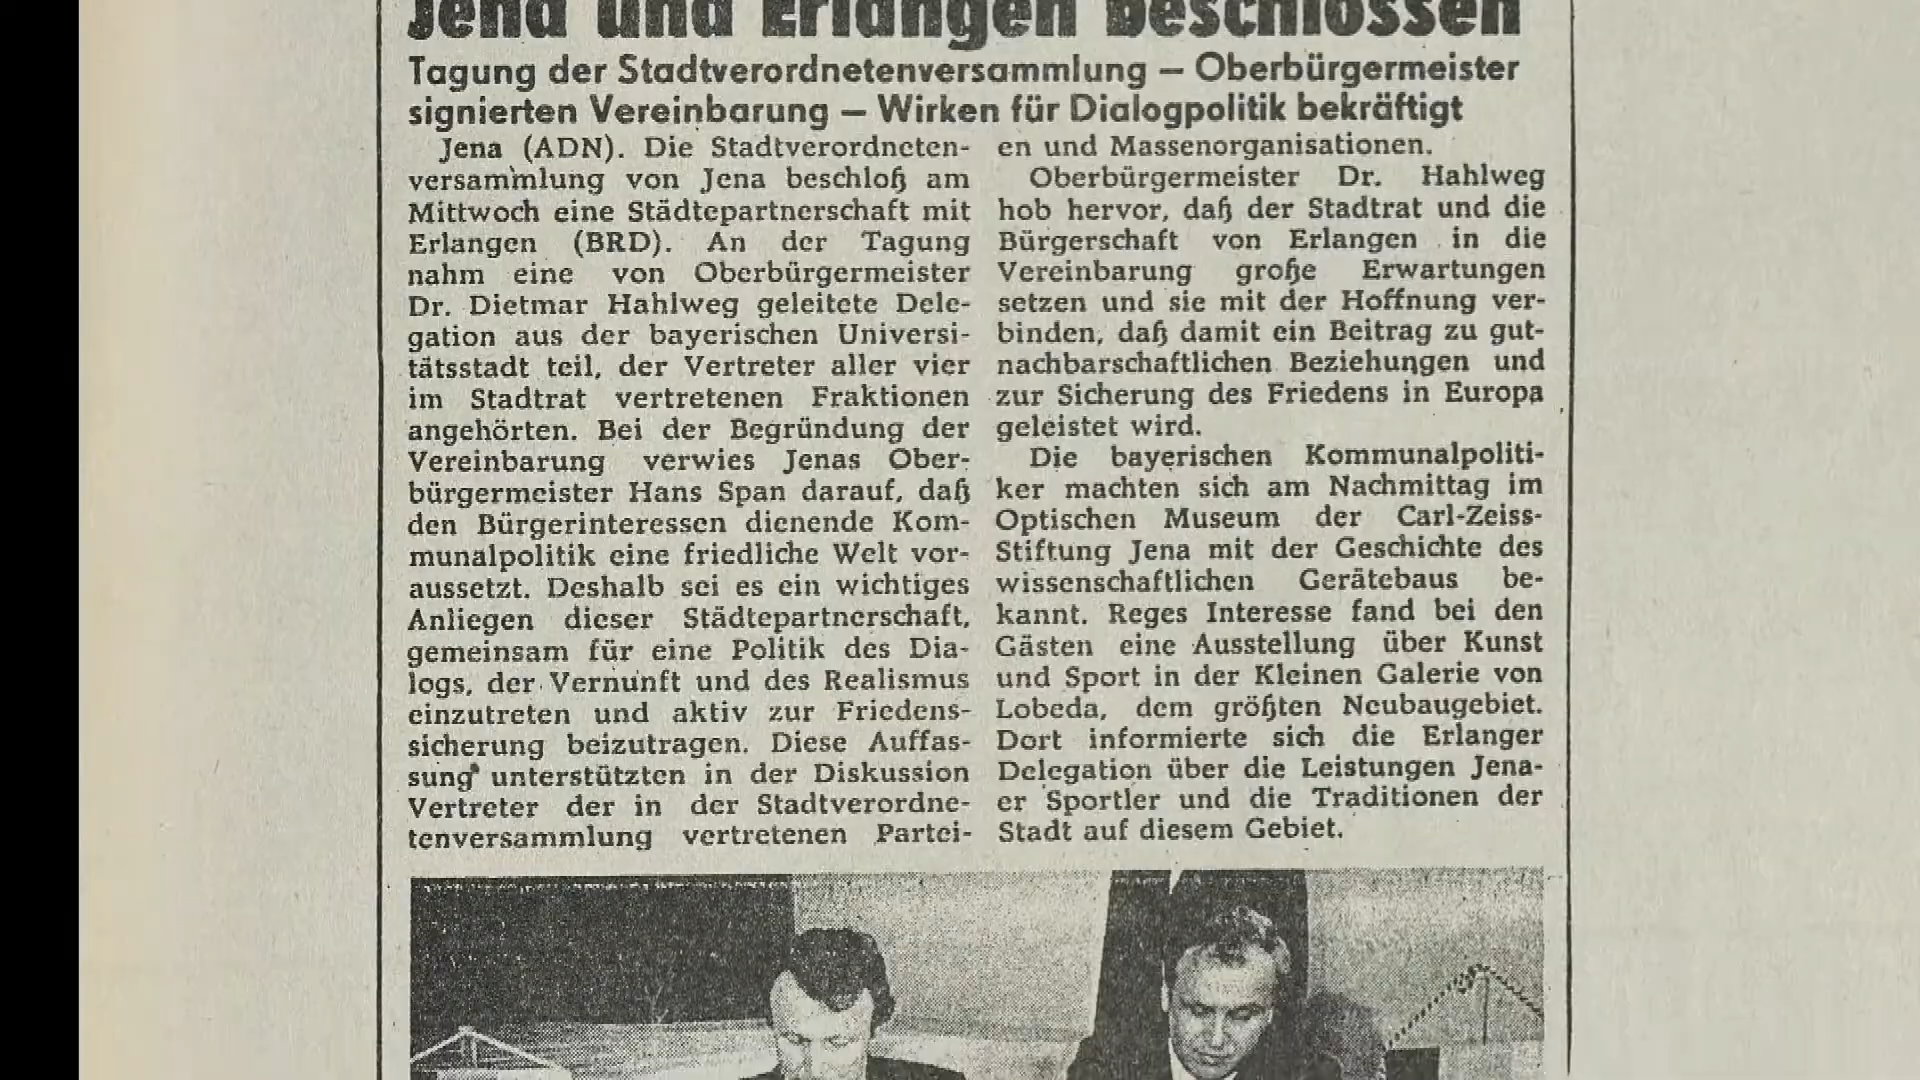 Jena und Erlangen beschlossen
Tagung der Stadtverordnetenversammlung – Oberbürgermeister
signierten Vereinbarung – Wirken für Dialogpolitik bekräftigt
Jena (ADN). Die Stadtverordneten-
versammlung von Jena beschloß am
Mittwoch eine Städtepartnerschaft mit
Erlangen (BRD). An der Tagung
nahm eine von Oberbürgermeister
Dr. Dietmar Hahlweg geleitete Dele-
gation aus der bayerischen Universi-
tätsstadt teil, der Vertreter aller vier
im Stadtrat vertretenen Fraktionen
angehörten. Bei der Begründung der
Vereinbarung verwies Jenas Ober-
bürgermeister Hans Span darauf, daß
den Bürgerinteressen dienende Kom-
munalpolitik eine friedliche Welt vor-
aussetzt. Deshalb sei es ein wichtiges
Anliegen dieser Städtepartnerschaft,
gemeinsam für eine Politik des Dia-
logs, der Vernunft und des Realismus
einzutreten und aktiv zur Friedens-
sicherung beizutragen. Diese Auffas-
sung unterstützten in der Diskussion
Vertreter der in der Stadtverordne-
tenversammlung vertretenen Partei-
en und Massenorganisationen.
Oberbürgermeister Dr. Hahlweg
hob hervor, daß der Stadtrat und die
Bürgerschaft von Erlangen in die
Vereinbarung große Erwartungen
setzen und sie mit der Hoffnung ver-
binden, daß damit ein Beitrag zu gut-
nachbarschaftlichen Beziehungen und
zur Sicherung des Friedens in Europa
geleistet wird.
Die bayerischen Kommunalpoliti-
ker machten sich am Nachmittag im
Optischen Museum der Carl-Zeiss-
Stiftung Jena mit der Geschichte des
wissenschaftlichen Gerätebaus be-
kannt. Reges Interesse fand bei den
Gästen eine Ausstellung über Kunst
und Sport in der Kleinen Galerie von
Lobeda, dem größten Neubaugebiet.
Dort informierte sich die Erlanger
Delegation über die Leistungen Jena-
er Sportler und die Traditionen der
Stadt auf diesem Gebiet.